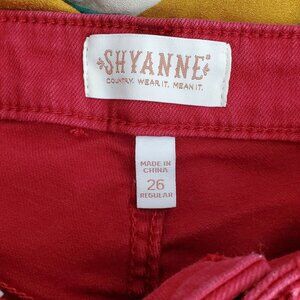 SHYANNE
COUNTRY. WEAR IT. MEAN IT.
MADE IN
CHINA
26
REGULAR